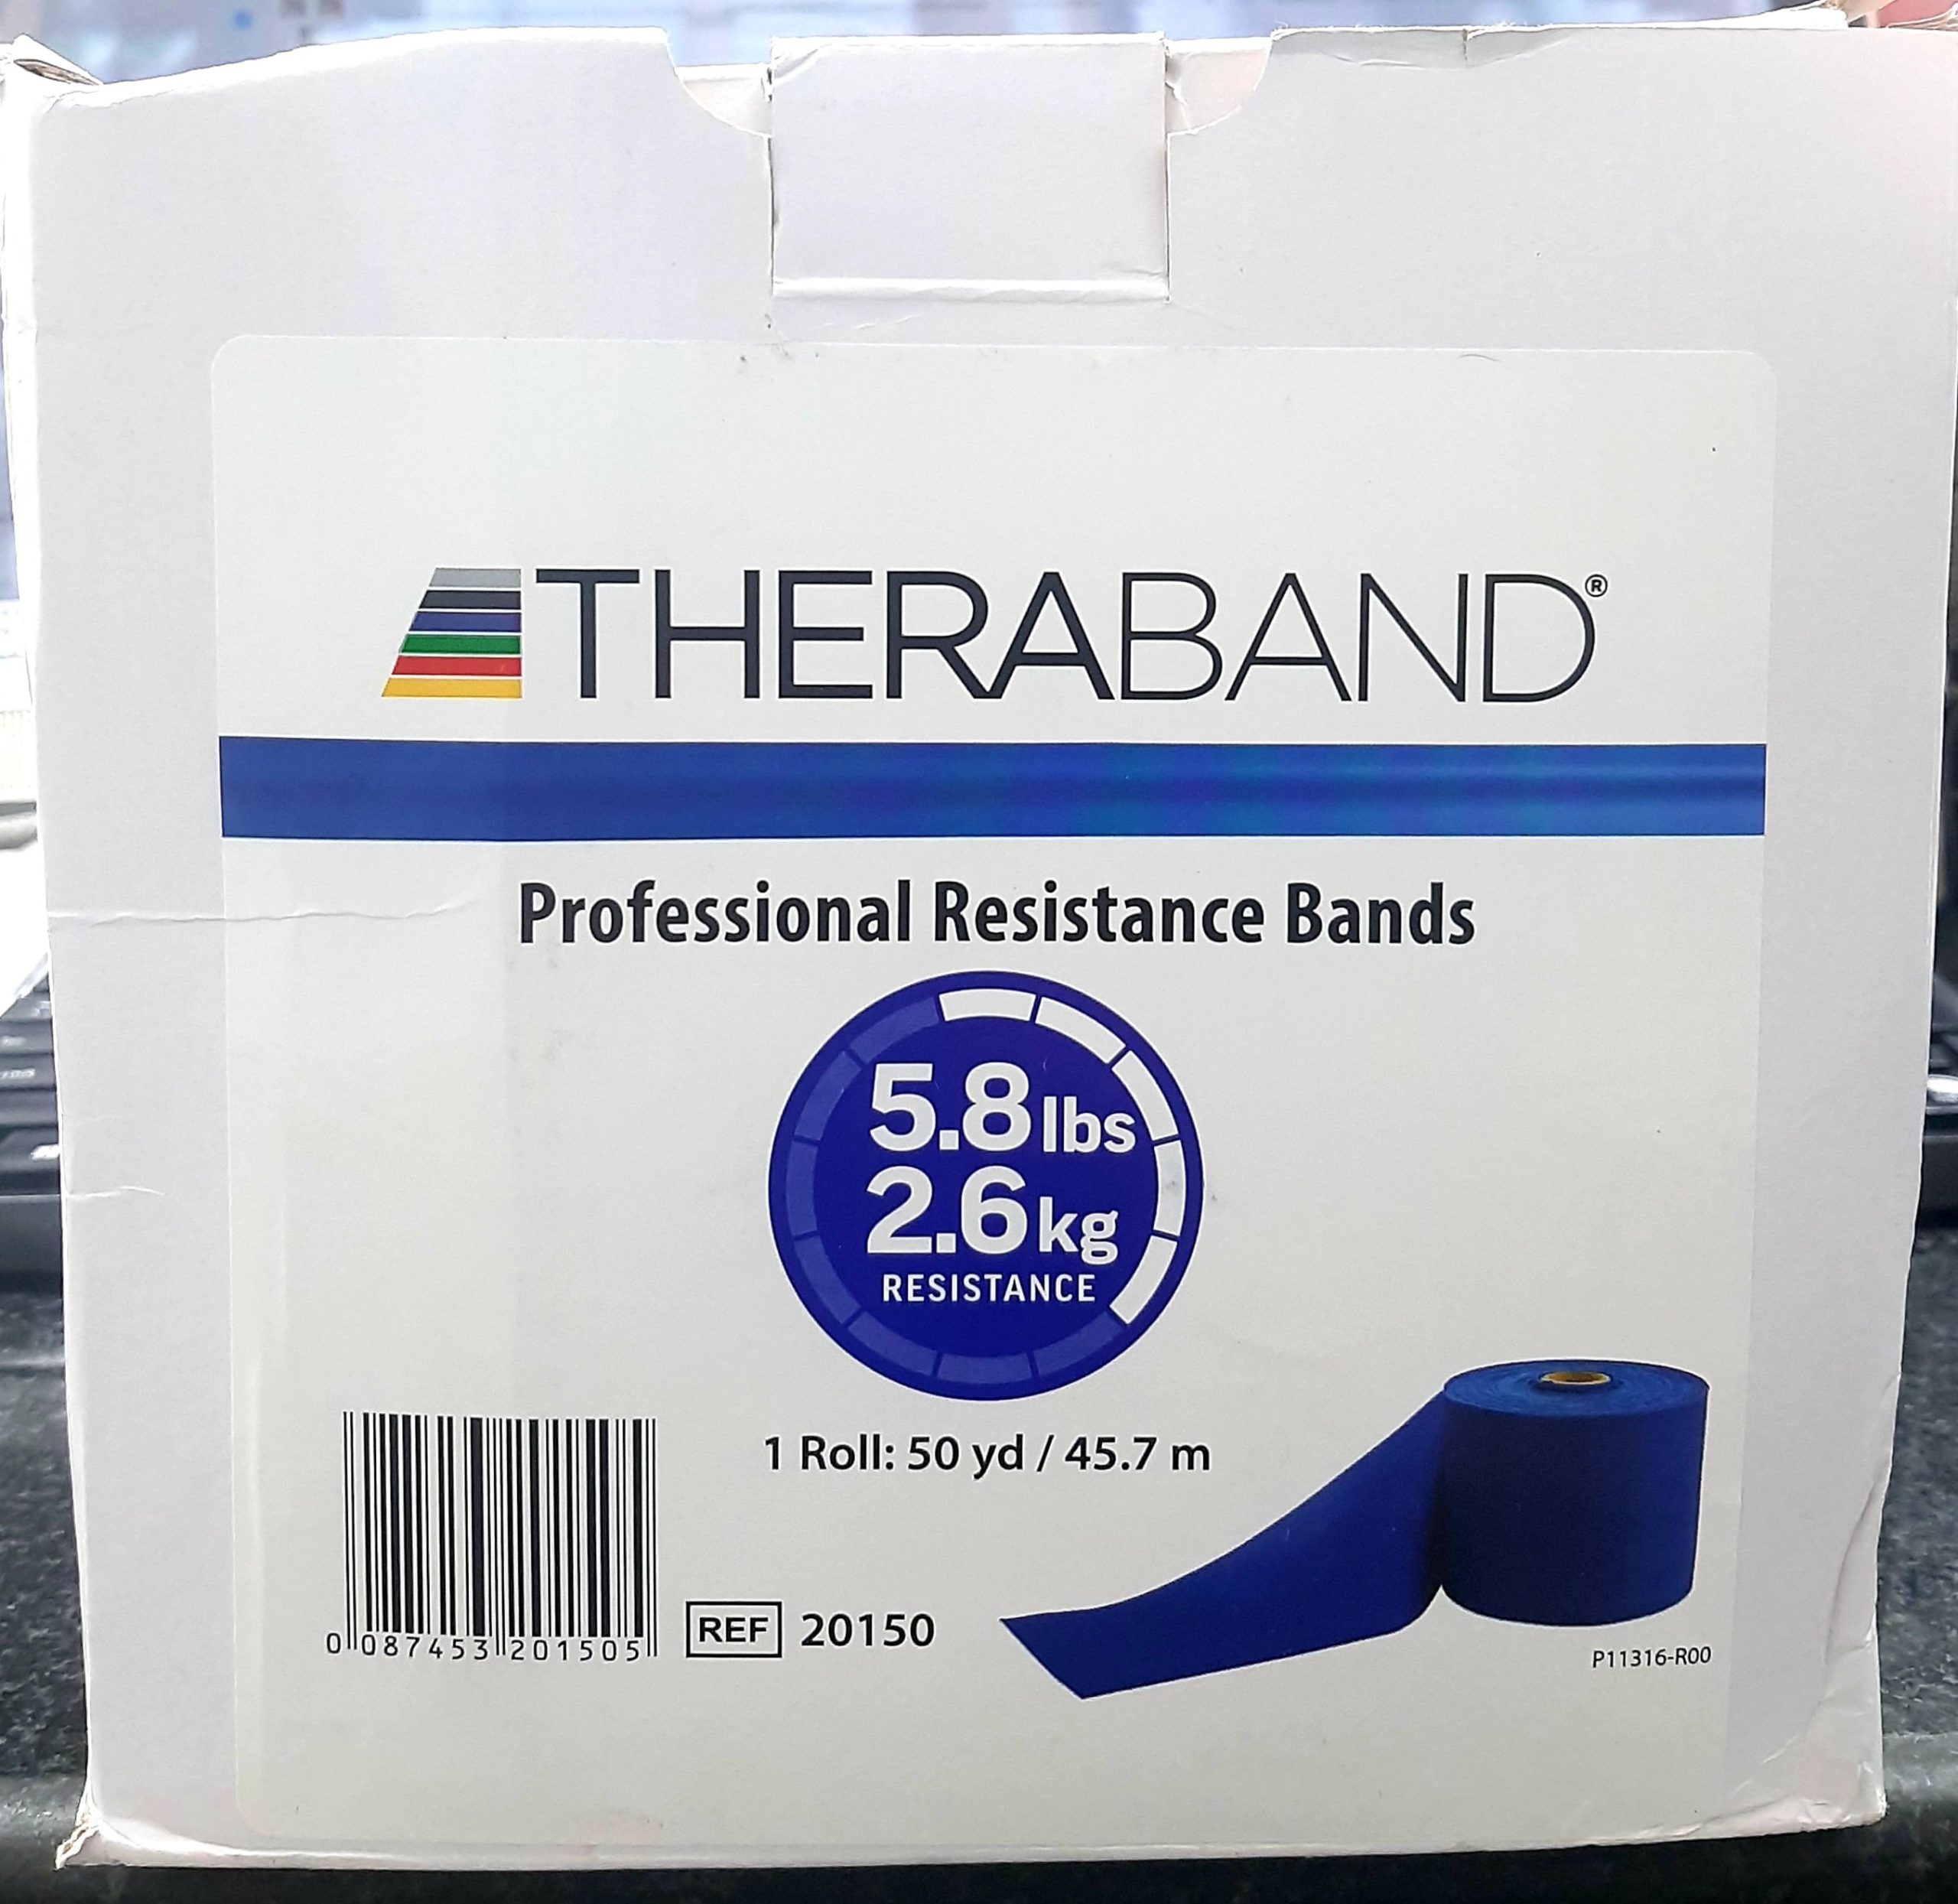 THERABAND®
Professional Resistance Bands
5.8 lbs
2.6 kg
RESISTANCE
1 Roll: 50 yd / 45.7 m
0 087453 201505
REF 20150
P11316-R00